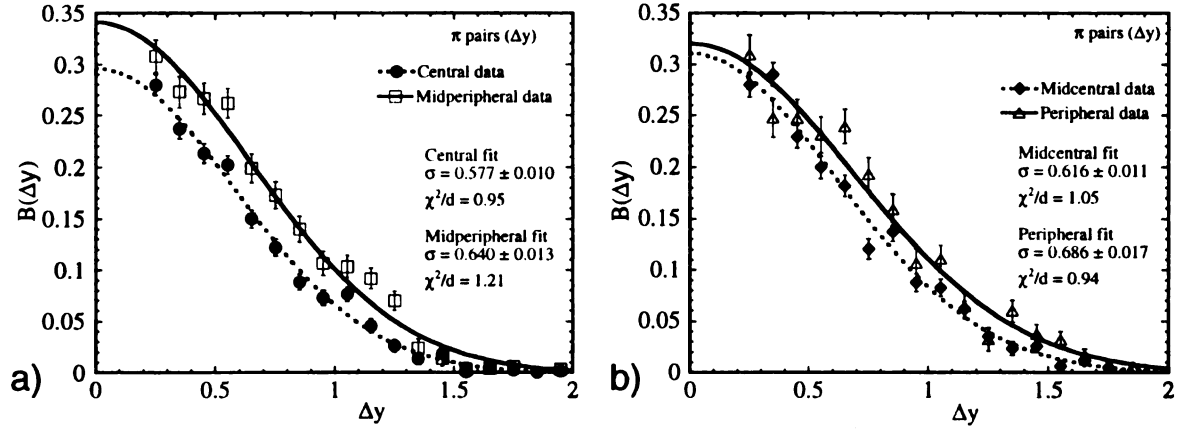 0.35
0.3
0.25
0.2
0.15
0.1
0.05
0
B(Δy)
π pairs (Δy)
Central data
Midperipheral data
Central fit
σ = 0.577 ± 0.010
χ²/d = 0.95
Midperipheral fit
σ = 0.640 ± 0.013
χ²/d = 1.21
0 0.5 1 1.5 2
Δy
a)
0.35
0.3
0.25
0.2
0.15
0.1
0.05
0
B(Δy)
π pairs (Δy)
Midcentral data
Peripheral data
Midcentral fit
σ = 0.616 ± 0.011
χ²/d = 1.05
Peripheral fit
σ = 0.686 ± 0.017
χ²/d = 0.94
0 0.5 1 1.5 2
Δy
b)